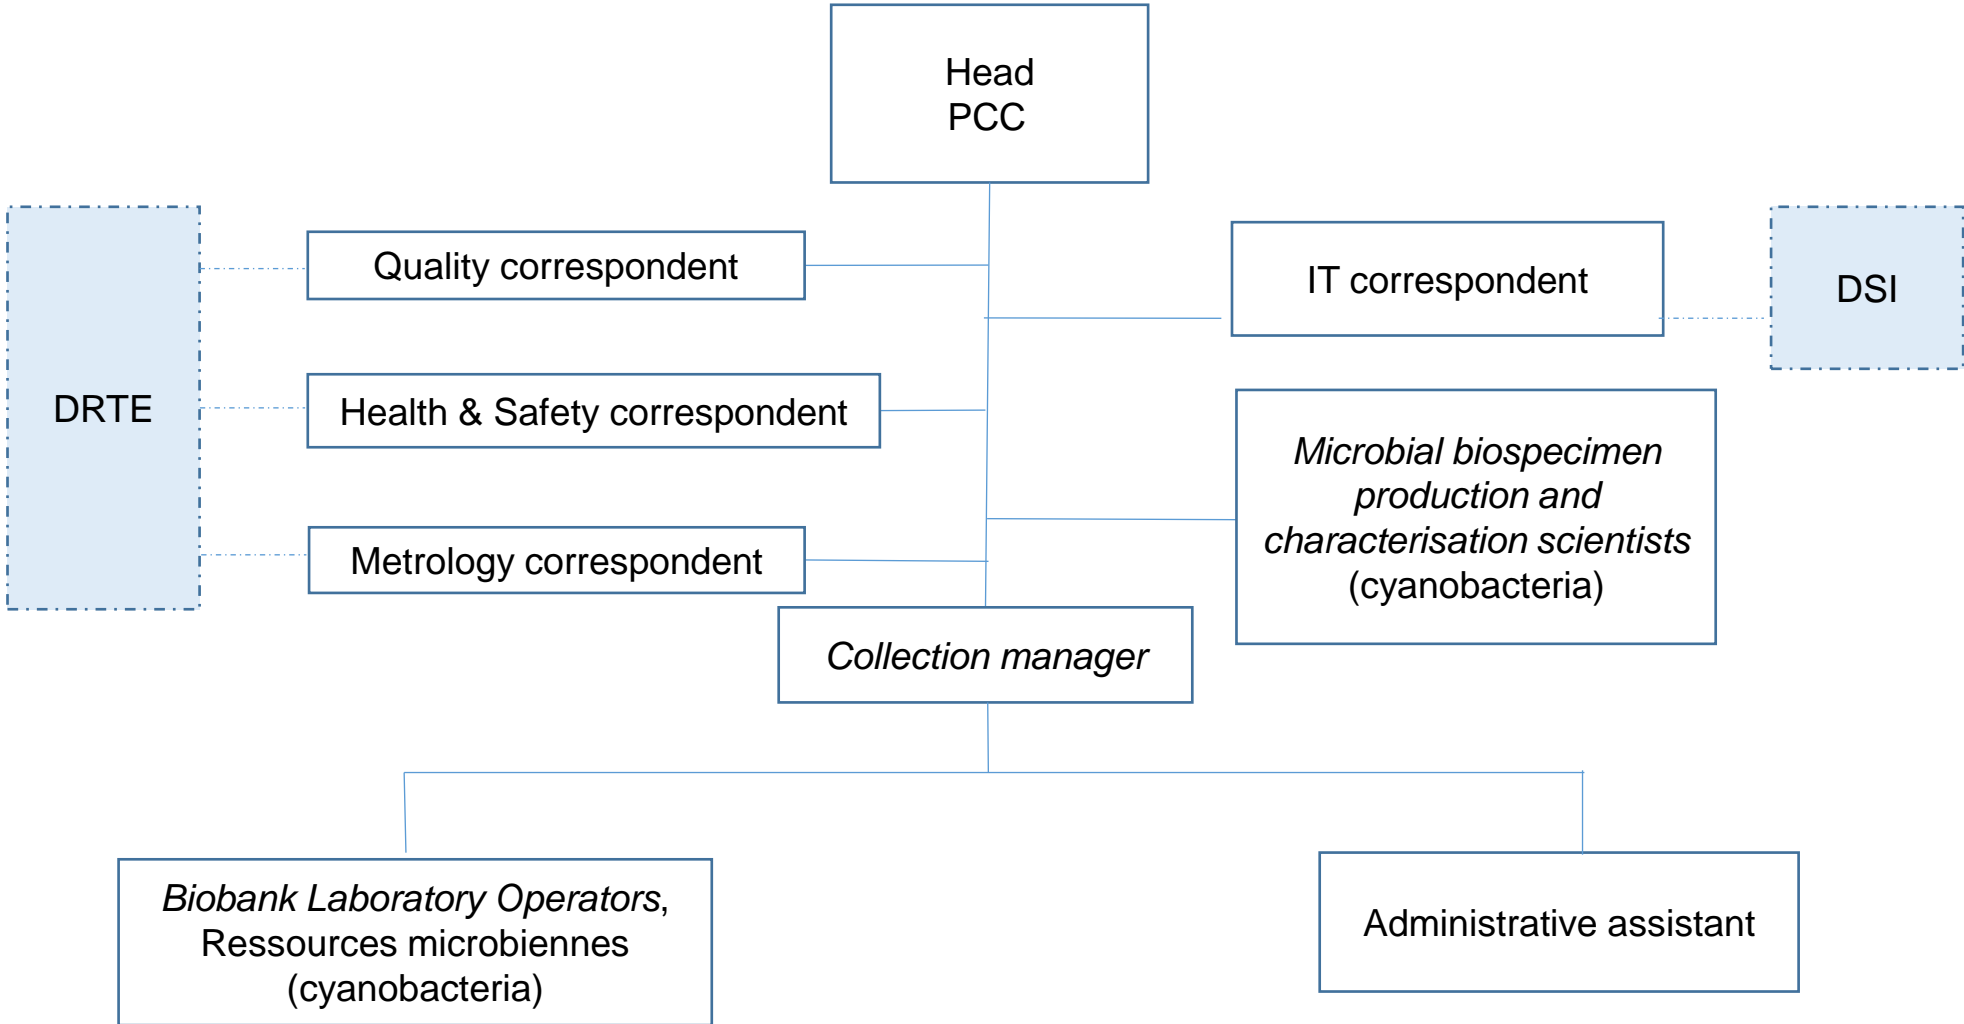 Head
PCC
Quality correspondent
IT correspondent
DSI
DRTE
Health & Safety correspondent
Microbial biospecimen
production and
characterisation scientists
(cyanobacteria)
Metrology correspondent
Collection manager
Biobank Laboratory Operators,
Ressources microbiennes
(cyanobacteria)
Administrative assistant